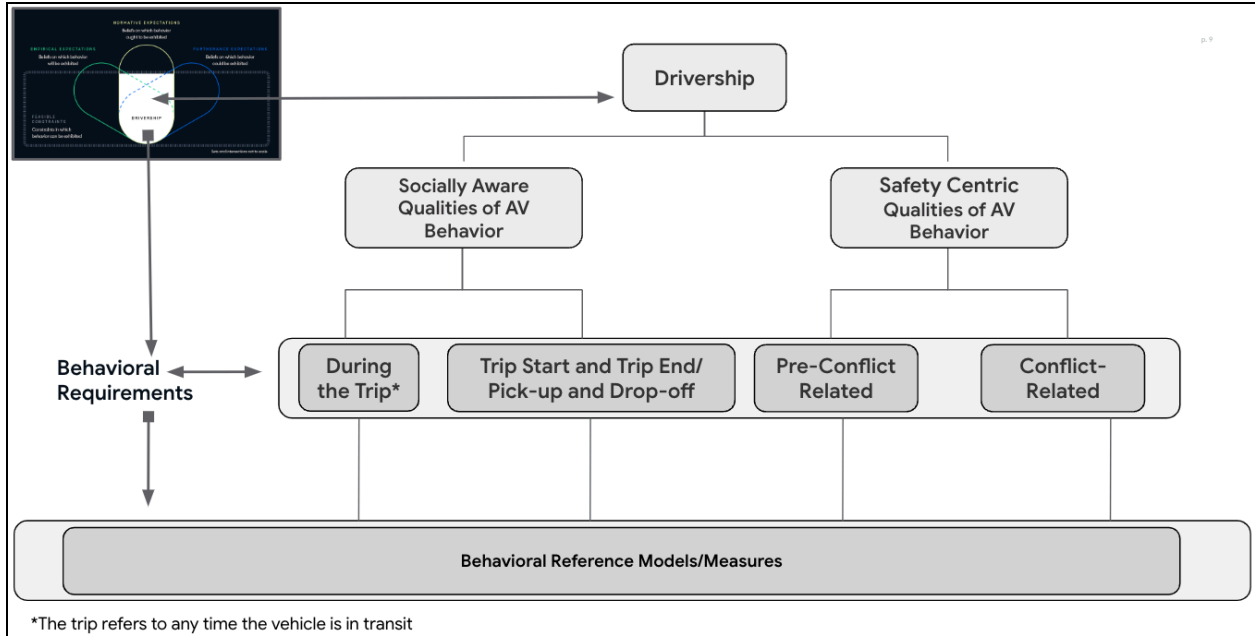 NORMATIVE EXPECTATIONS
Beliefs on which behavior
ought to be exhibited
EMPIRICAL EXPECTATIONS
Beliefs on which behavior
will be exhibited
PERFORMANCE EXPECTATIONS
Beliefs on which behavior
could be exhibited
FEASIBLE
CONSTRAINTS
Constraints in which
behavior can be exhibited
DRIVERSHIP
p. 9
Drivership
Socially Aware
Qualities of AV
Behavior
Safety Centric
Qualities of AV
Behavior
Behavioral
Requirements
During
the Trip*
Trip Start and Trip End/
Pick-up and Drop-off
Pre-Conflict
Related
Conflict-
Related
Behavioral Reference Models/Measures
*The trip refers to any time the vehicle is in transit